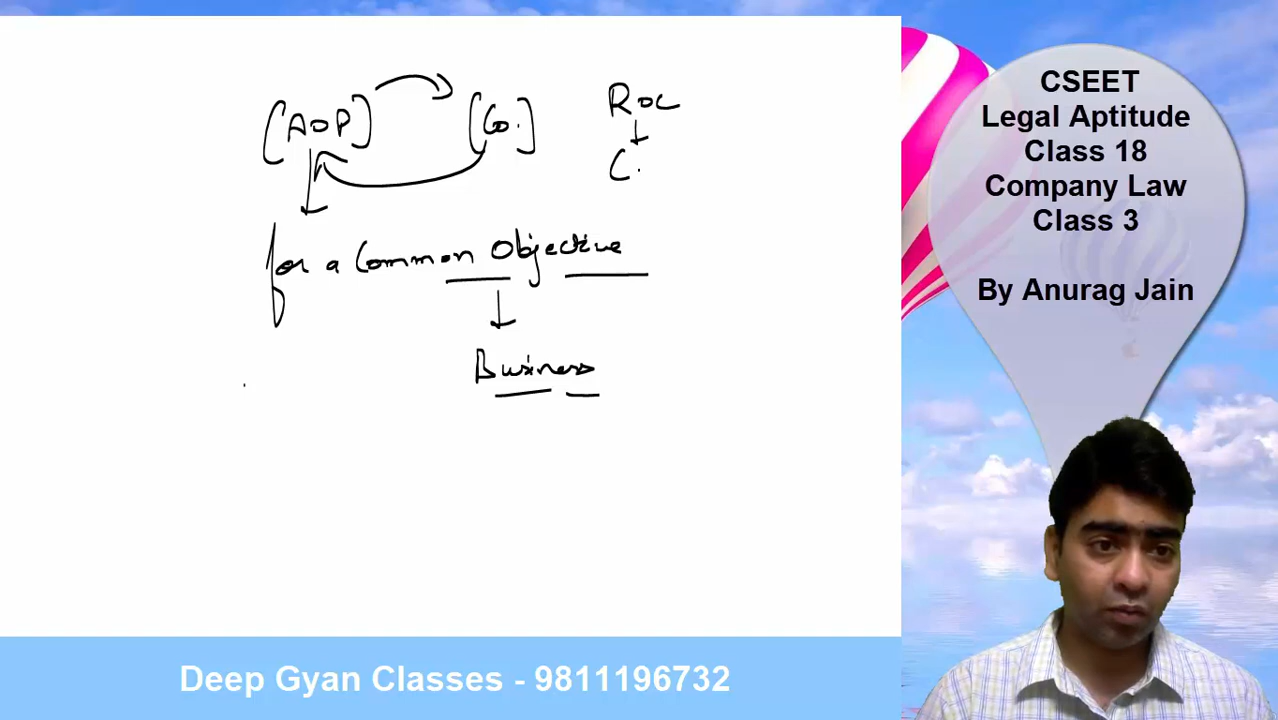 [AOP] [Co.] ROC
C.
for a Common Objective
Business
CSEET
Legal Aptitude
Class 18
Company Law
Class 3
By Anurag Jain
Deep Gyan Classes - 9811196732